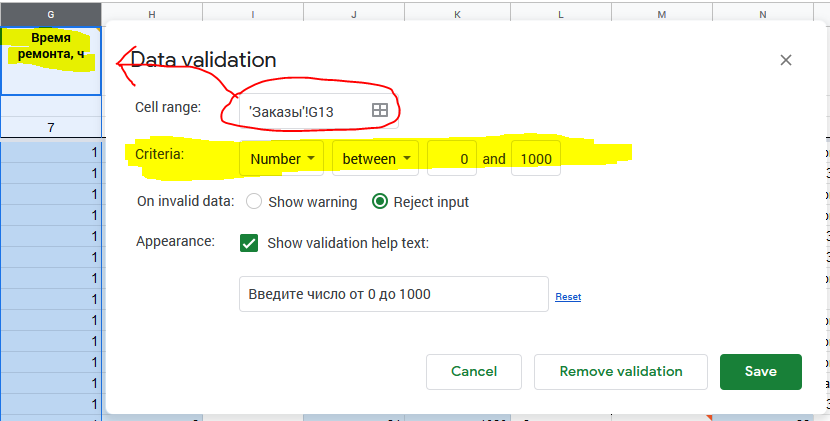 G H I J K L M N
Время
ремонта, ч
7
1
1
1
1
1
1
1
1
1
1
1
1
1
Data validation
Cell range: 'Заказы'!G13
Criteria: Number between 0 and 1000
On invalid data: Show warning Reject input
Appearance: Show validation help text:
Введите число от 0 до 1000 Reset
Cancel Remove validation Save